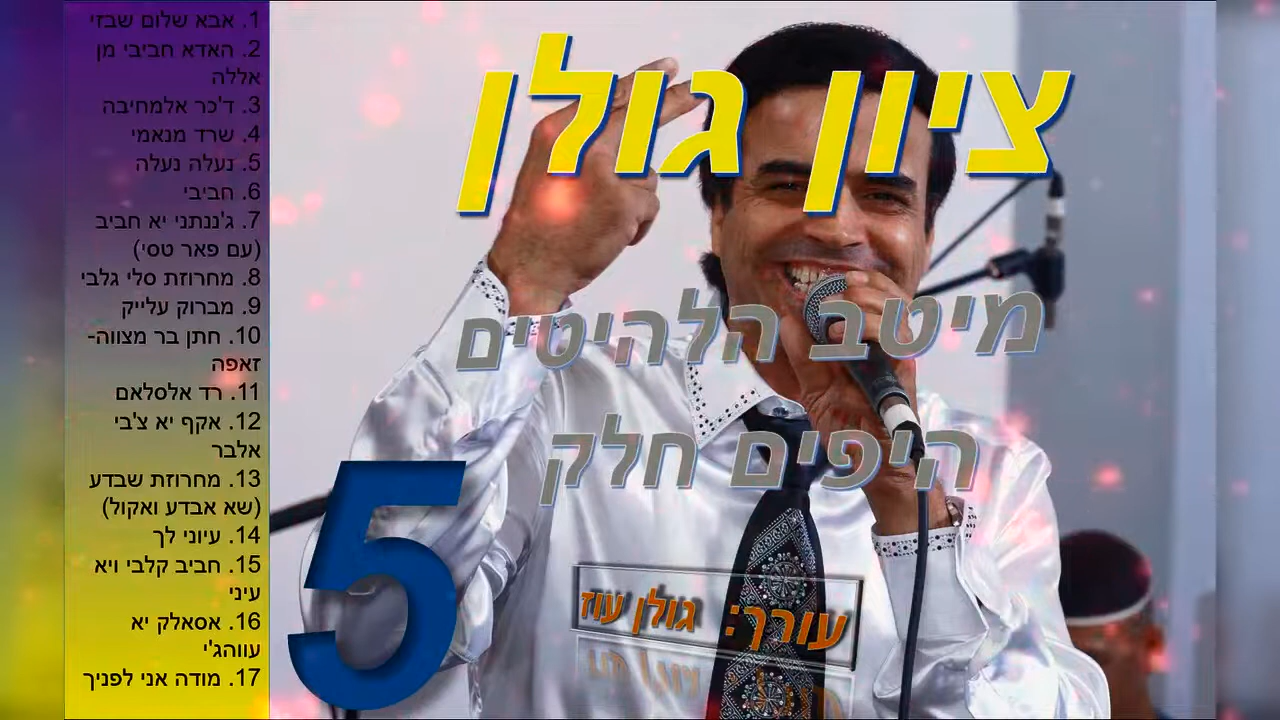 ציון גולן
מיטב הלהיטים
היפים חלק
5
עורך: גולן עוז
1. אבא שלום שבזי
2. האדא חביבי מן
אללה
3. ד'כר אלמחיבה
4. שרד מנאמי
5. נעלה נעלה
6. חביבי
7. ג'ננתני יא חביב
(עם פאר טסי)
8. מחרוזת סלי גלבי
9. מברוק עלייק
10. חתן בר מצווה-
זאפה
11. רד אלסלאם
12. אקף יא צ'בי
אלבר
13. מחרוזת שבדע
(שא אבדע ואקול)
14. עיוני לך
15. חביב קלבי ויא
עיני
16. אסאלק יא
עווהג'י
17. מודה אני לפניך